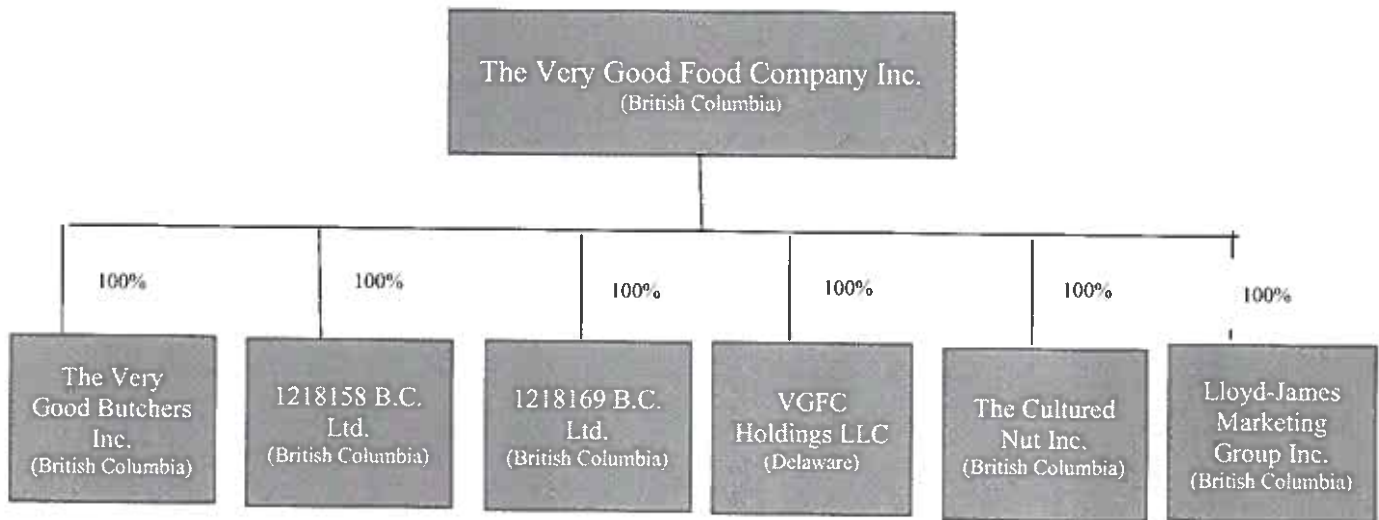 The Very Good Food Company Inc.
(British Columbia)
100%
100%
100%
100%
100%
100%
The Very
Good Butchers
Inc.
(British Columbia)
1218158 B.C.
Ltd.
(British Columbia)
1218169 B.C.
Ltd.
(British Columbia)
VGFC
Holdings LLC
(Delaware)
The Cultured
Nut Inc.
(British Columbia)
Lloyd-James
Marketing
Group Inc.
(British Columbia)